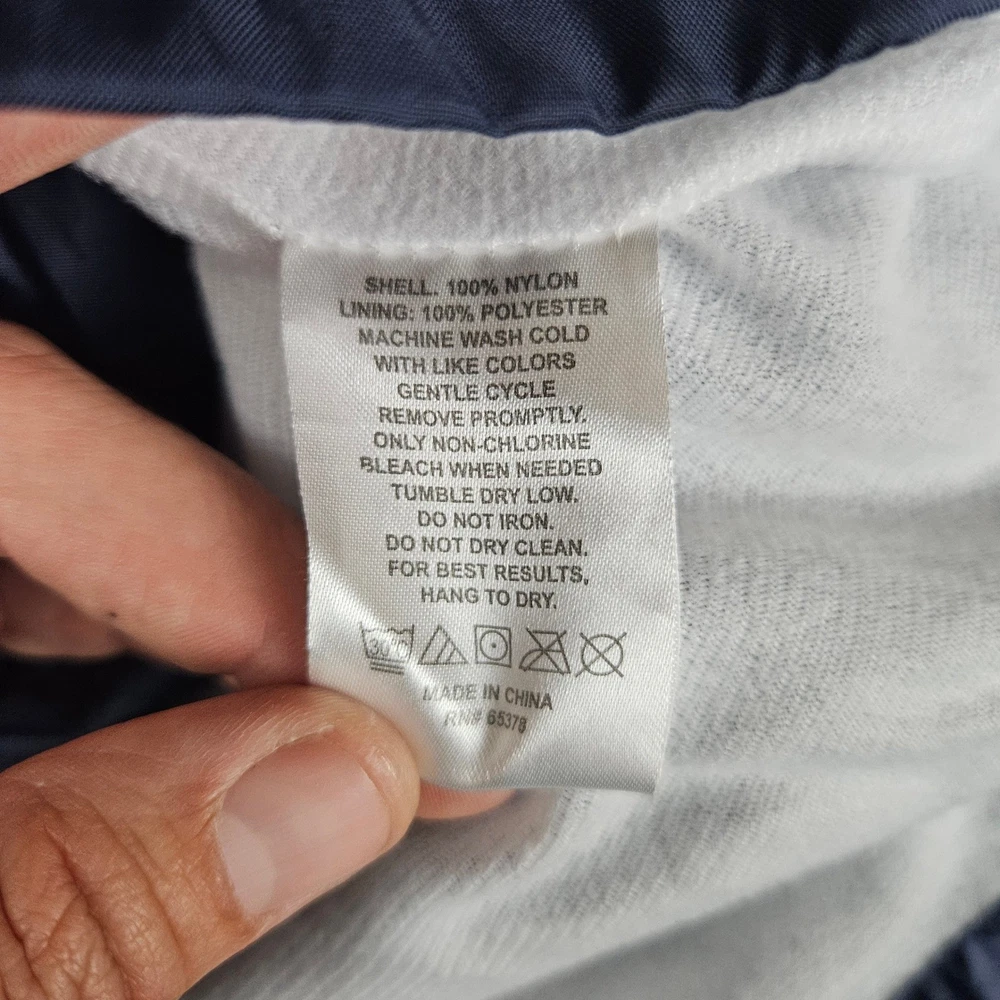 SHELL. 100% NYLON
LINING: 100% POLYESTER
MACHINE WASH COLD
WITH LIKE COLORS
GENTLE CYCLE
REMOVE PROMPTLY.
ONLY NON-CHLORINE
BLEACH WHEN NEEDED
TUMBLE DRY LOW.
DO NOT IRON.
DO NOT DRY CLEAN.
FOR BEST RESULTS,
HANG TO DRY.
30°C
MADE IN CHINA
RN# 65378